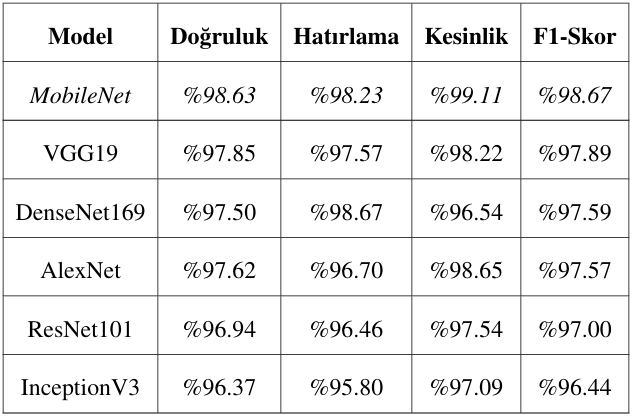 Model Doğruluk Hatırlama Kesinlik F1-Skor
MobileNet %98.63 %98.23 %99.11 %98.67
VGG19 %97.85 %97.57 %98.22 %97.89
DenseNet169 %97.50 %98.67 %96.54 %97.59
AlexNet %97.62 %96.70 %98.65 %97.57
ResNet101 %96.94 %96.46 %97.54 %97.00
InceptionV3 %96.37 %95.80 %97.09 %96.44